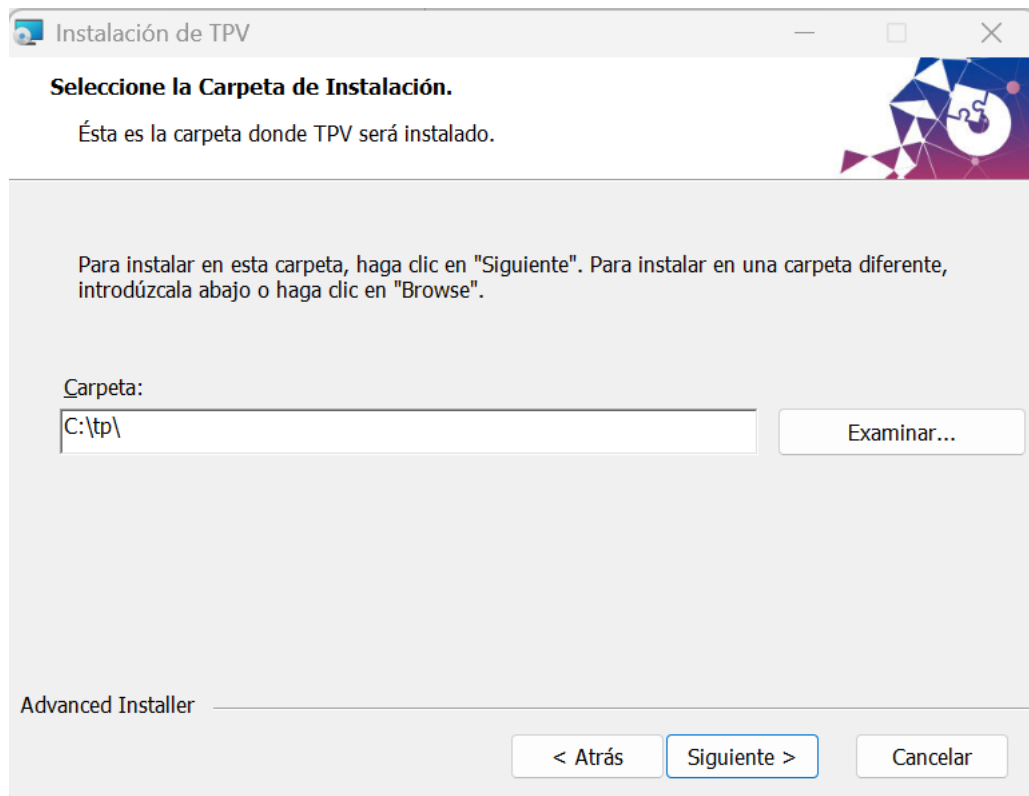 Instalación de TPV
Seleccione la Carpeta de Instalación.
Ésta es la carpeta donde TPV será instalado.
Para instalar en esta carpeta, haga clic en "Siguiente". Para instalar en una carpeta diferente,
introdúzcala abajo o haga clic en "Browse".
Carpeta:
C:\tp\
Examinar...
Advanced Installer
< Atrás
Siguiente >
Cancelar